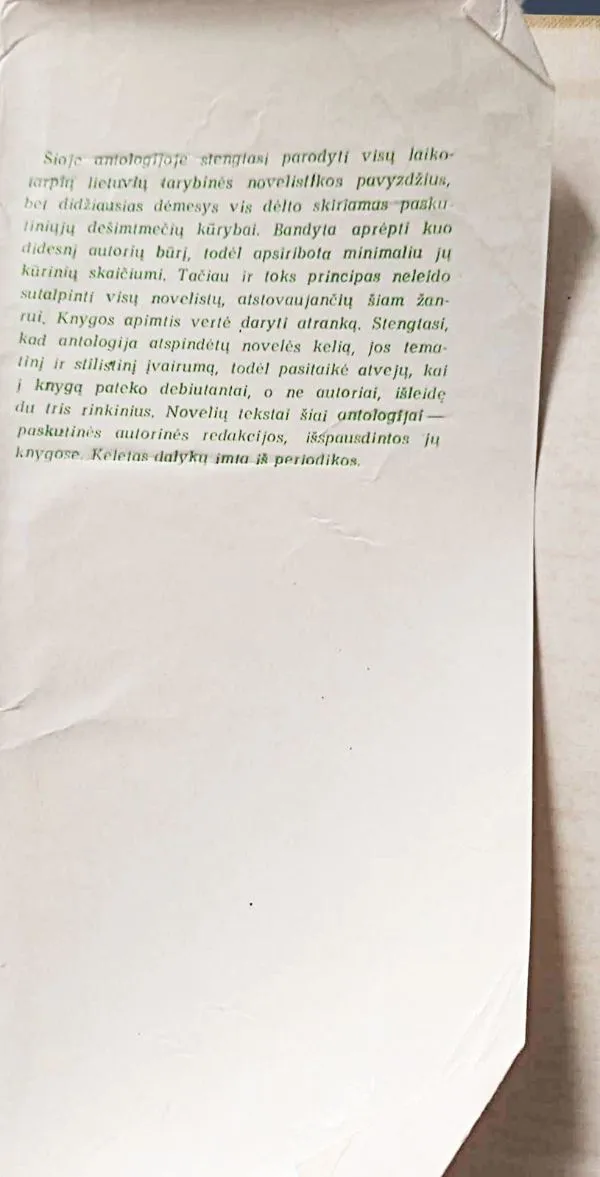 Šioje antologijoje stengtasi parodyti visų laiko-
tarpių lietuvių tarybinės novelistikos pavyzdžius,
bet didžiausias dėmesys vis dėlto skiriamas pasku-
tiniųjų dešimtmečių kūrybai. Bandyta aprėpti kuo
didesnį autorių būrį, todėl apsiribota minimaliu jų
kūrinių skaičiumi. Tačiau ir toks principas neleido
sutalpinti visų novelistų, atstovaujančių šiam žan-
rui. Knygos apimtis vertė daryti atranką. Stengtasi,
kad antologija atspindėtų novelės kelią, jos tema-
tinį ir stilistinį įvairumą, todėl pasitaikė atvejų, kai
į knygą pateko debiutantai, o ne autoriai, išleidę
du tris rinkinius. Novelių tekstai šiai antologijai —
paskutinės autorinės redakcijos, išspausdintos jų
knygose. Keletas dalykų imta iš periodikos.